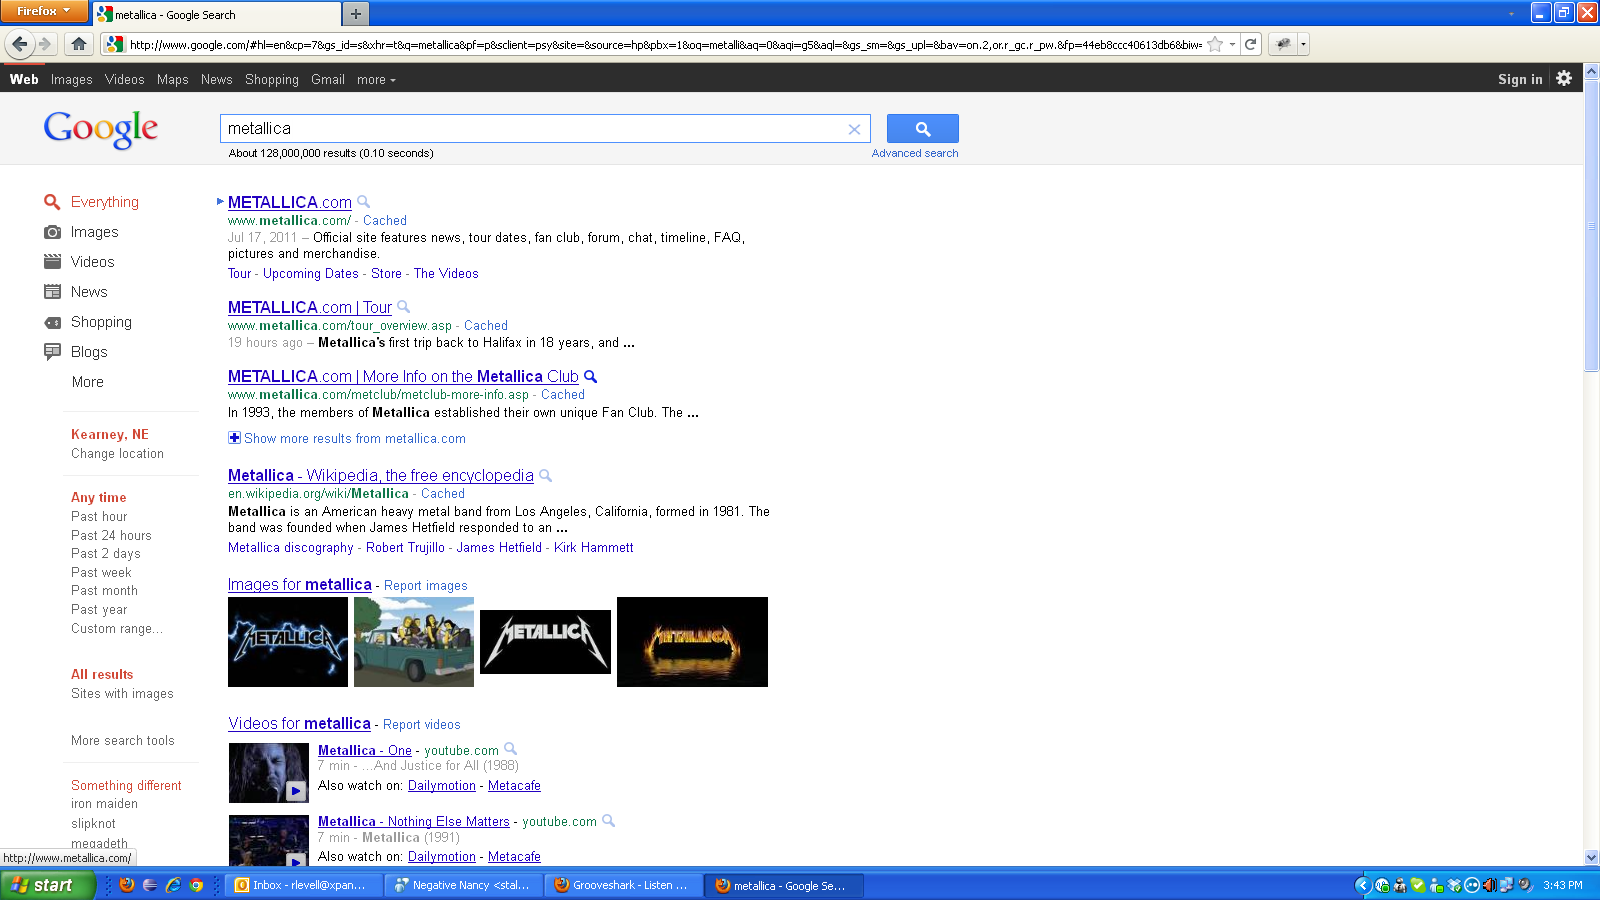 Firefox
metallica - Google Search
http://www.google.com/#hl=en&cp=7&gs_id=s&xhr=t&q=metallica&pf=p&sclient=psy&site=&source=hp&pbx=1&oq=metalli&aq=0&aqi=g5&aql=&gs_sm=&gs_upl=&bav=on.2,or.r_gc.r_pw.&fp=44eb8ccc40613db6&biw=
Web Images Videos Maps News Shopping Gmail more
Sign in
Google
metallica
About 128,000,000 results (0.10 seconds)
Advanced search
Everything
Images
Videos
News
Shopping
Blogs
More
Kearney, NE
Change location
Any time
Past hour
Past 24 hours
Past 2 days
Past week
Past month
Past year
Custom range...
All results
Sites with images
More search tools
Something different
iron maiden
slipknot
megadeth
METALLICA.com
www.metallica.com/ - Cached
Jul 17, 2011 – Official site features news, tour dates, fan club, forum, chat, timeline, FAQ,
pictures and merchandise.
Tour - Upcoming Dates - Store - The Videos
METALLICA.com | Tour
www.metallica.com/tour_overview.asp - Cached
19 hours ago – Metallica's first trip back to Halifax in 18 years, and ...
METALLICA.com | More Info on the Metallica Club
www.metallica.com/metclub/metclub-more-info.asp - Cached
In 1993, the members of Metallica established their own unique Fan Club. The ...
Show more results from metallica.com
Metallica - Wikipedia, the free encyclopedia
en.wikipedia.org/wiki/Metallica - Cached
Metallica is an American heavy metal band from Los Angeles, California, formed in 1981. The
band was founded when James Hetfield responded to an ...
Metallica discography - Robert Trujillo - James Hetfield - Kirk Hammett
Images for metallica - Report images
METALLICA
METALLICA
METALLICA
Videos for metallica - Report videos
Metallica - One - youtube.com
7 min - ...And Justice for All (1988)
Also watch on: Dailymotion - Metacafe
Metallica - Nothing Else Matters - youtube.com
7 min - Metallica (1991)
Also watch on: Dailymotion - Metacafe
http://www.metallica.com/
start
Inbox - rlevell@xpan...
Negative Nancy <stal...
Grooveshark - Listen ...
metallica - Google Se...
3:43 PM